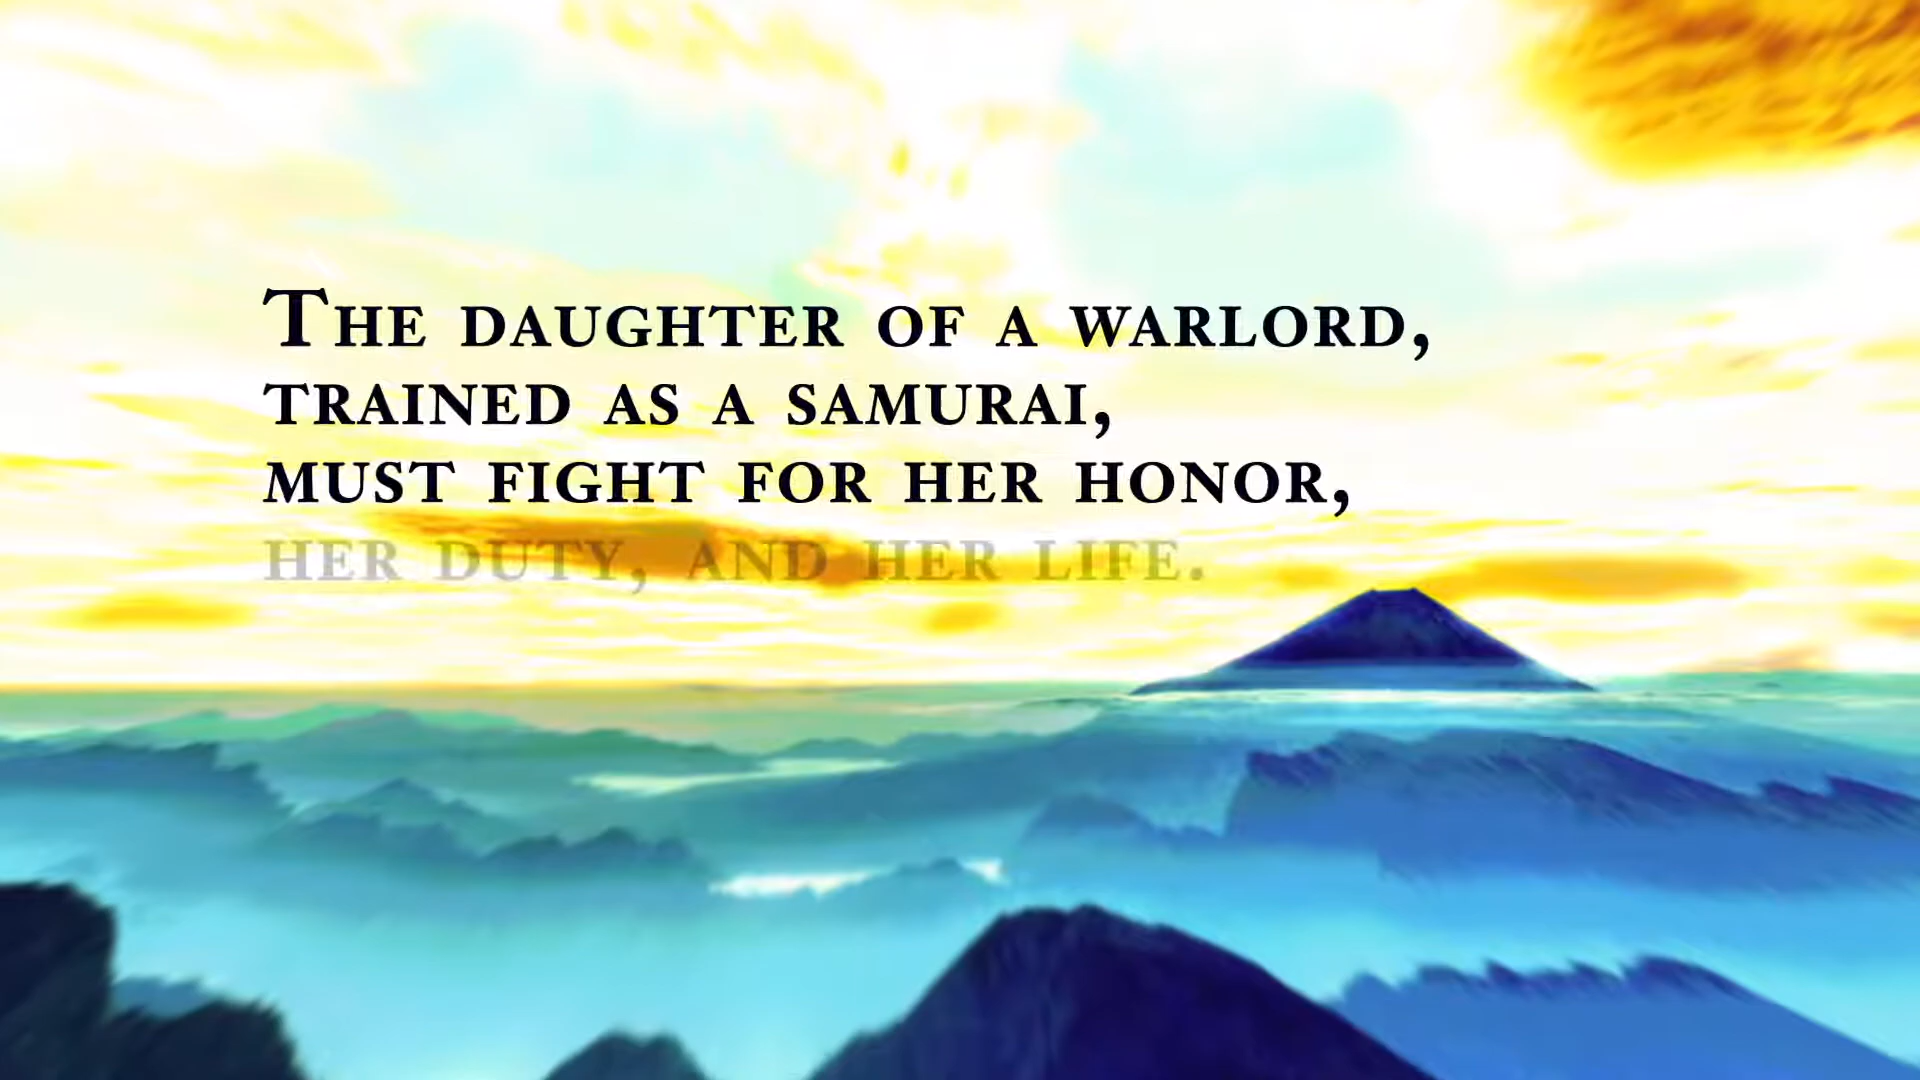 The daughter of a warlord,
trained as a samurai,
must fight for her honor,
her duty, and her life.